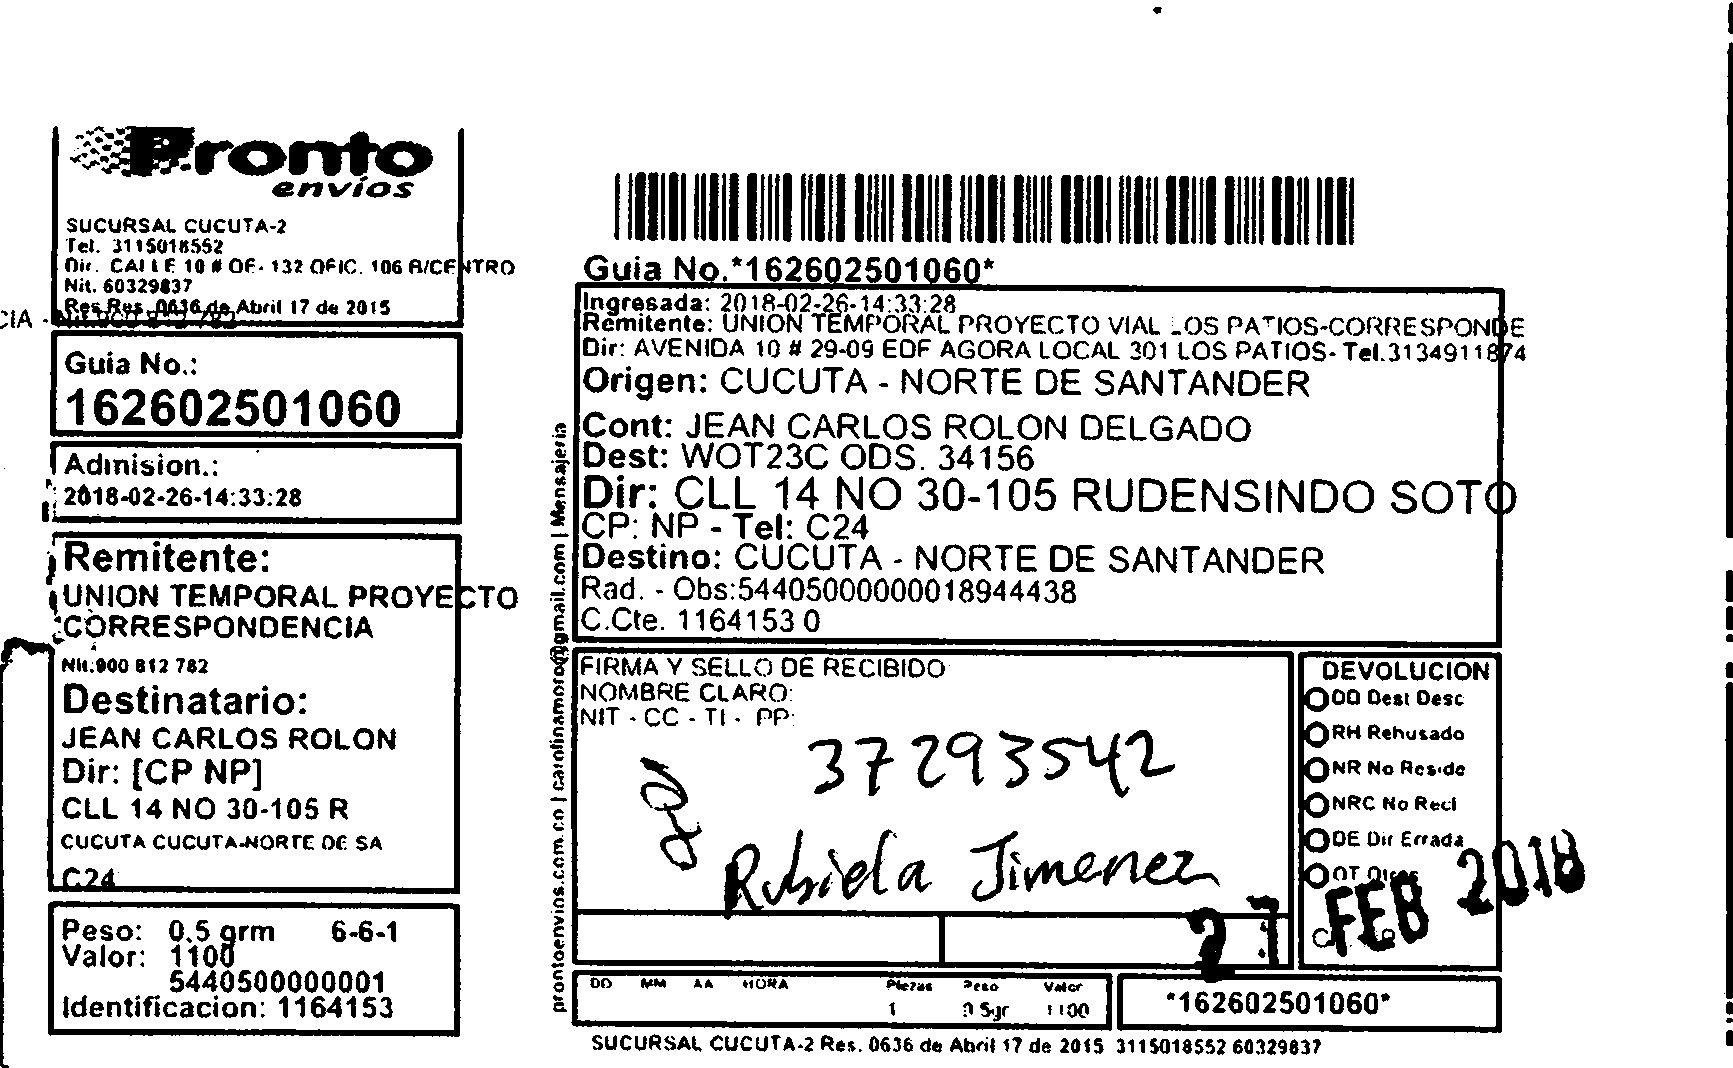 Pronto
envíos
SUCURSAL CUCUTA-2
Tel. 3115018552
Dir. CALLE 10 # OE- 132 OFIC. 106 B/CENTRO
Nit. 60329837
Res.Res. 0636 de Abril 17 de 2015
CIA -
Guia No.:
162602501060
Admision.:
2018-02-26-14:33:28
Remitente:
UNION TEMPORAL PROYECTO
CORRESPONDENCIA
Nit:900 812 782
Destinatario:
JEAN CARLOS ROLON
Dir: [CP NP]
CLL 14 NO 30-105 R
CUCUTA CUCUTA-NORTE DE SA
C24
Peso: 0.5 grm 6-6-1
Valor: 1100
5440500000001
Identificacion: 1164153
prontoenvios.com.co | carolinamoro@gmail.com | Mensajeria
Guia No.*162602501060*
Ingresada: 2018-02-26-14:33:28
Remitente: UNION TEMPORAL PROYECTO VIAL LOS PATIOS-CORRESPONDE
Dir: AVENIDA 10 # 29-09 EDF AGORA LOCAL 301 LOS PATIOS- Tel.3134911874
Origen: CUCUTA - NORTE DE SANTANDER
Cont: JEAN CARLOS ROLON DELGADO
Dest: WOT23C ODS. 34156
Dir: CLL 14 NO 30-105 RUDENSINDO SOTO
CP: NP - Tel: C24
Destino: CUCUTA - NORTE DE SANTANDER
Rad. - Obs:54405000000018944438
C.Cte. 1164153 0
FIRMA Y SELLO DE RECIBIDO
NOMBRE CLARO:
NIT - CC - TI - PP:
37293542
Rubiela Jimenez
DEVOLUCION
DD Dest Desc
RH Rehusado
NR No Reside
NRC No Recl
DE Dir Errada
OT Otros
27 FEB 2018
DD MM AA HORA Piezas Peso Valor
1 0.5gr 1100
*162602501060*
SUCURSAL CUCUTA-2 Res. 0636 de Abril 17 de 2015 3115018552 60329837